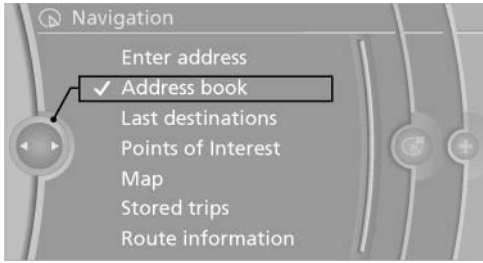 Navigation
Enter address
Address book
Last destinations
Points of Interest
Map
Stored trips
Route information